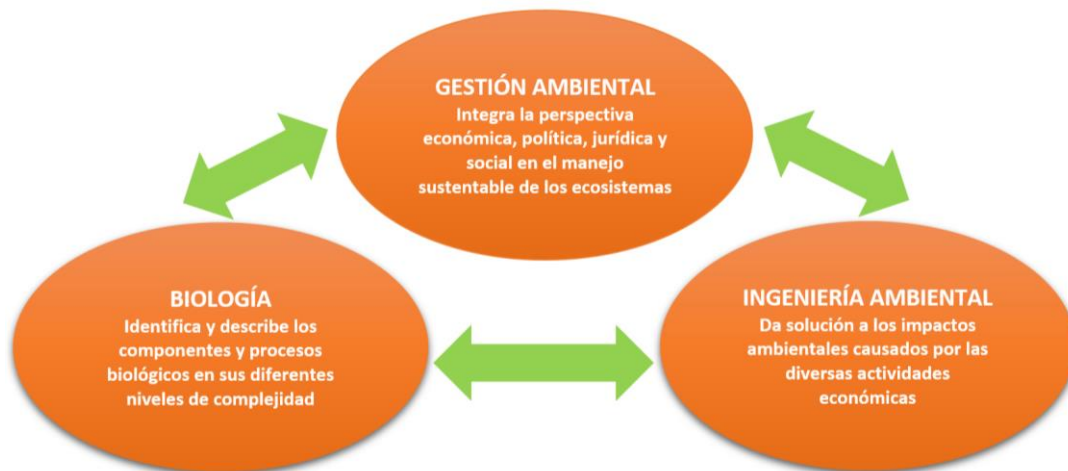 GESTIÓN AMBIENTAL
Integra la perspectiva
económica, política, jurídica y
social en el manejo
sustentable de los ecosistemas
BIOLOGÍA
Identifica y describe los
componentes y procesos
biológicos en sus diferentes
niveles de complejidad
INGENIERÍA AMBIENTAL
Da solución a los impactos
ambientales causados por las
diversas actividades
económicas